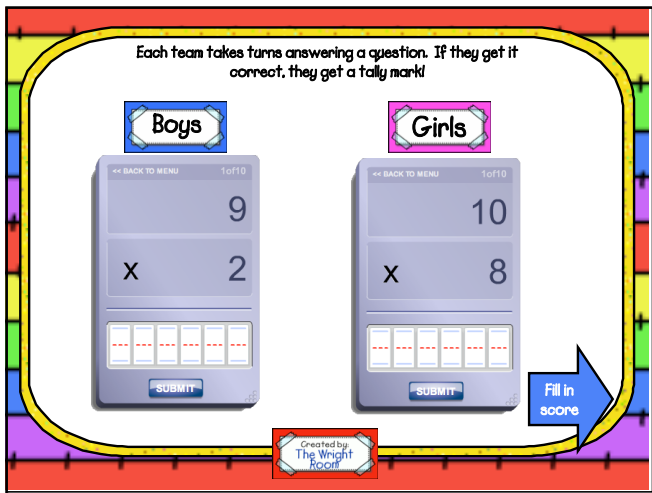 Each team takes turns answering a question. If they get it
correct, they get a tally mark!
Boys
Girls
<< BACK TO MENU 1of10
9
x 2
SUBMIT
<< BACK TO MENU 1of10
10
x 8
SUBMIT
Fill in
score
Created by:
The Wright
Room